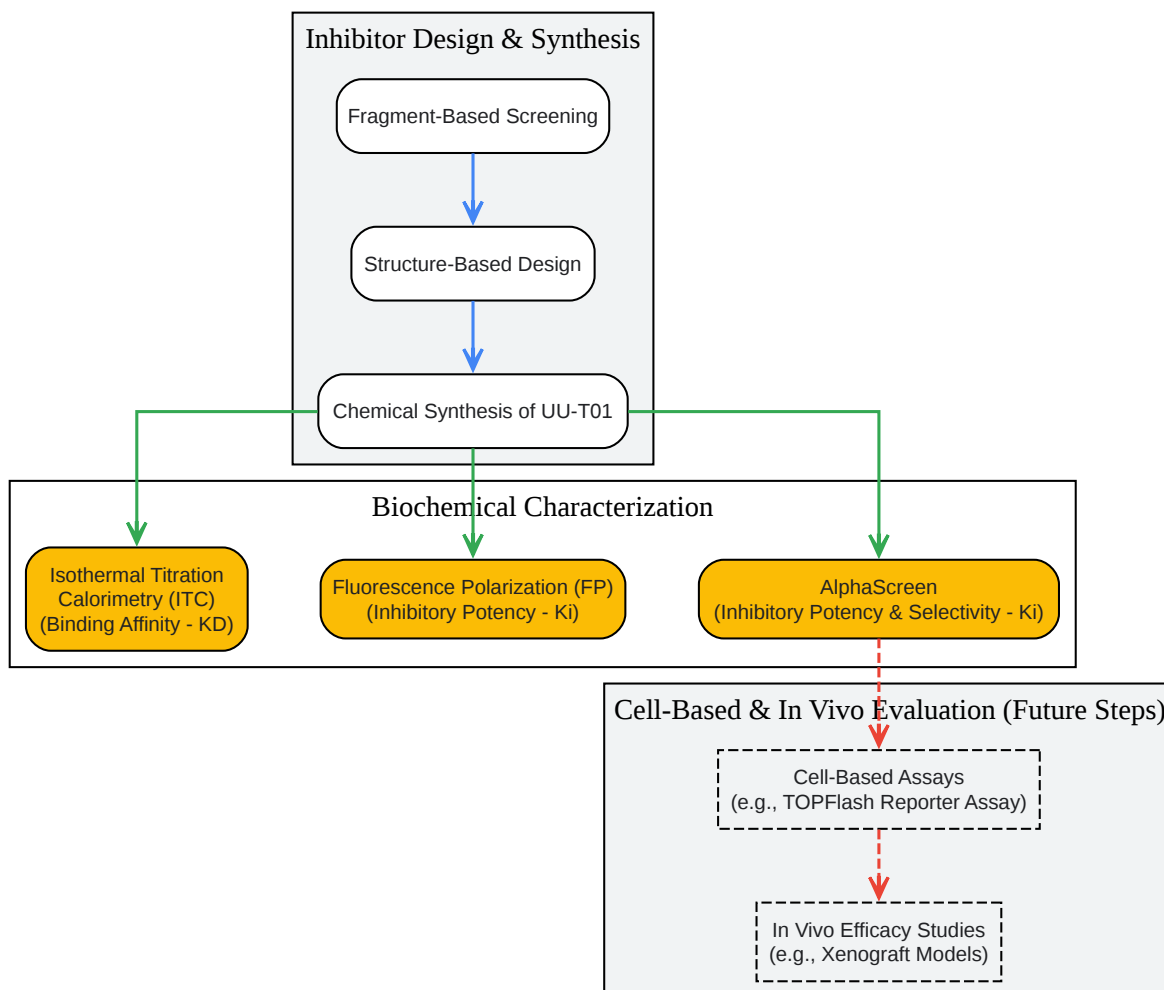 Inhibitor Design & Synthesis
Fragment-Based Screening
Structure-Based Design
Chemical Synthesis of UU-T01
Biochemical Characterization
Isothermal Titration
Calorimetry (ITC)
(Binding Affinity - KD)
Fluorescence Polarization (FP)
(Inhibitory Potency - Ki)
AlphaScreen
(Inhibitory Potency & Selectivity - Ki)
Cell-Based & In Vivo Evaluation (Future Steps)
Cell-Based Assays
(e.g., TOPFlash Reporter Assay)
In Vivo Efficacy Studies
(e.g., Xenograft Models)